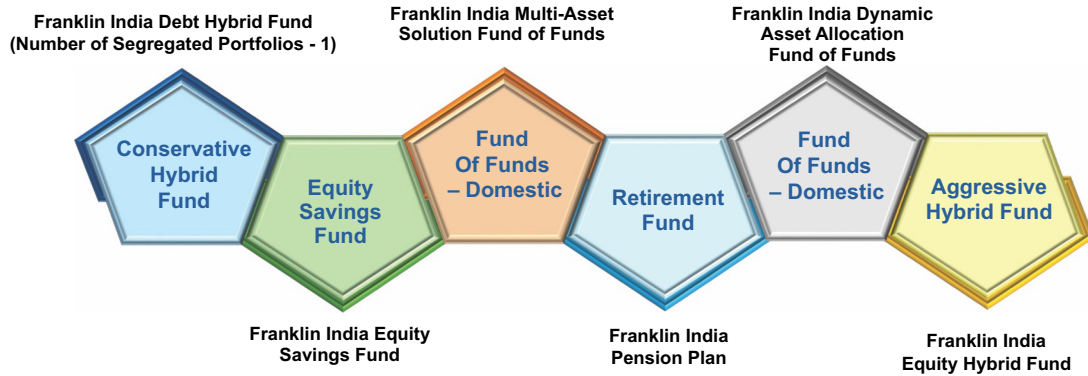 Franklin India Debt Hybrid Fund
(Number of Segregated Portfolios - 1)
Franklin India Multi-Asset
Solution Fund of Funds
Franklin India Dynamic
Asset Allocation
Fund of Funds
Conservative
Hybrid
Fund
Equity
Savings
Fund
Fund
Of Funds
– Domestic
Retirement
Fund
Fund
Of Funds
– Domestic
Aggressive
Hybrid Fund
Franklin India Equity
Savings Fund
Franklin India
Pension Plan
Franklin India
Equity Hybrid Fund